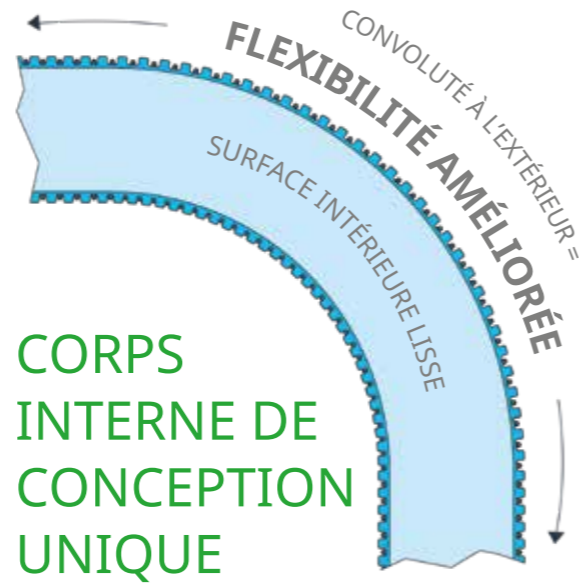 CONVOLUTÉ À L'EXTÉRIEUR =
FLEXIBILITÉ AMÉLIORÉE
SURFACE INTÉRIEURE LISSE
CORPS
INTERNE DE
CONCEPTION
UNIQUE